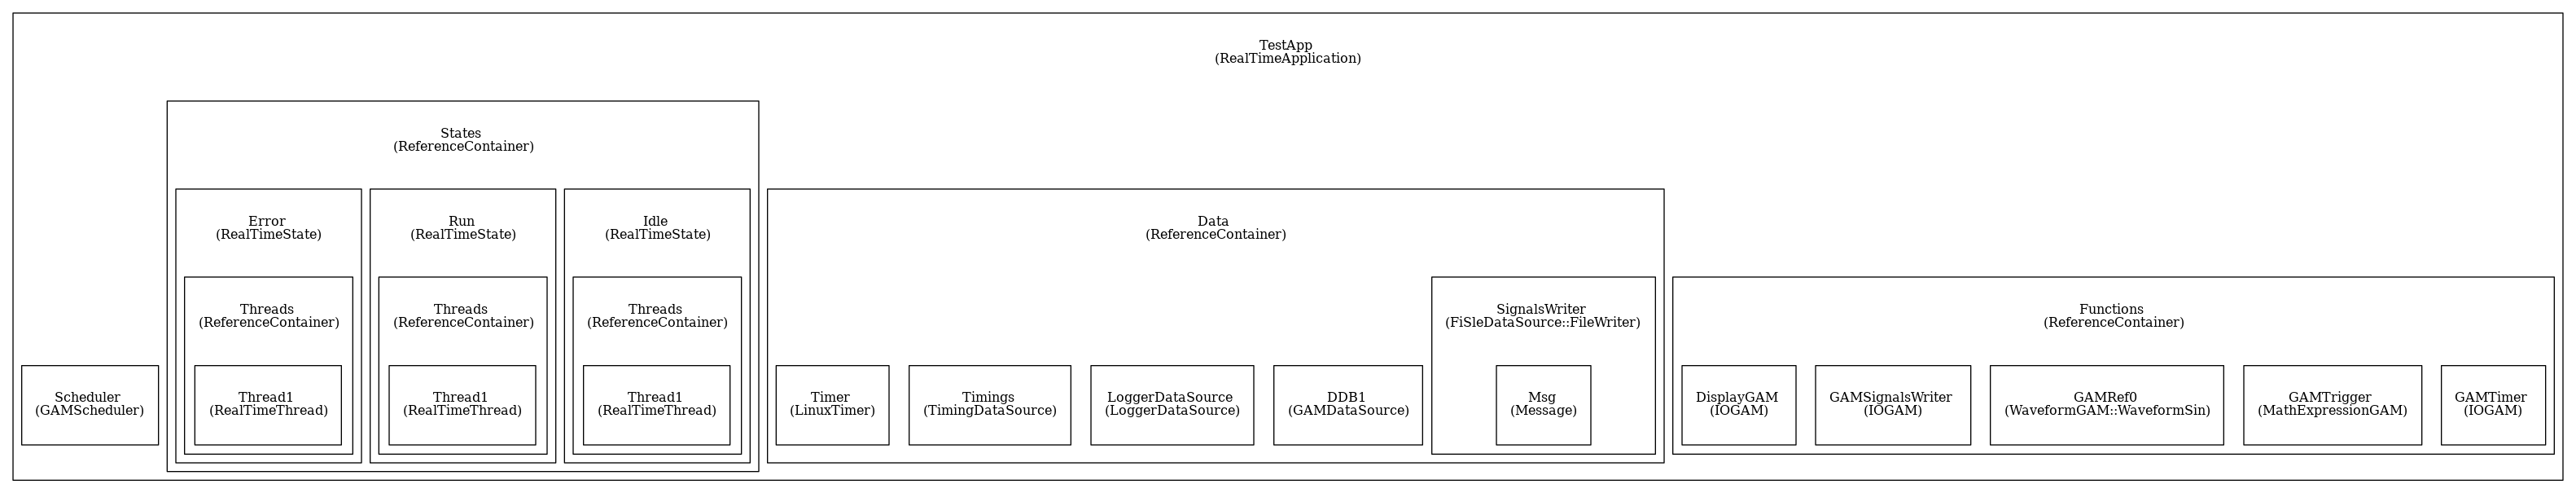 TestApp
(RealTimeApplication)
States
(ReferenceContainer)
Error
(RealTimeState)
Run
(RealTimeState)
Idle
(RealTimeState)
Data
(ReferenceContainer)
Threads
(ReferenceContainer)
Threads
(ReferenceContainer)
Threads
(ReferenceContainer)
SignalsWriter
(FiSleDataSource::FileWriter)
Functions
(ReferenceContainer)
Scheduler
(GAMScheduler)
Thread1
(RealTimeThread)
Thread1
(RealTimeThread)
Thread1
(RealTimeThread)
Timer
(LinuxTimer)
Timings
(TimingDataSource)
LoggerDataSource
(LoggerDataSource)
DDB1
(GAMDataSource)
Msg
(Message)
DisplayGAM
(IOGAM)
GAMSignalsWriter
(IOGAM)
GAMRef0
(WaveformGAM::WaveformSin)
GAMTrigger
(MathExpressionGAM)
GAMTimer
(IOGAM)